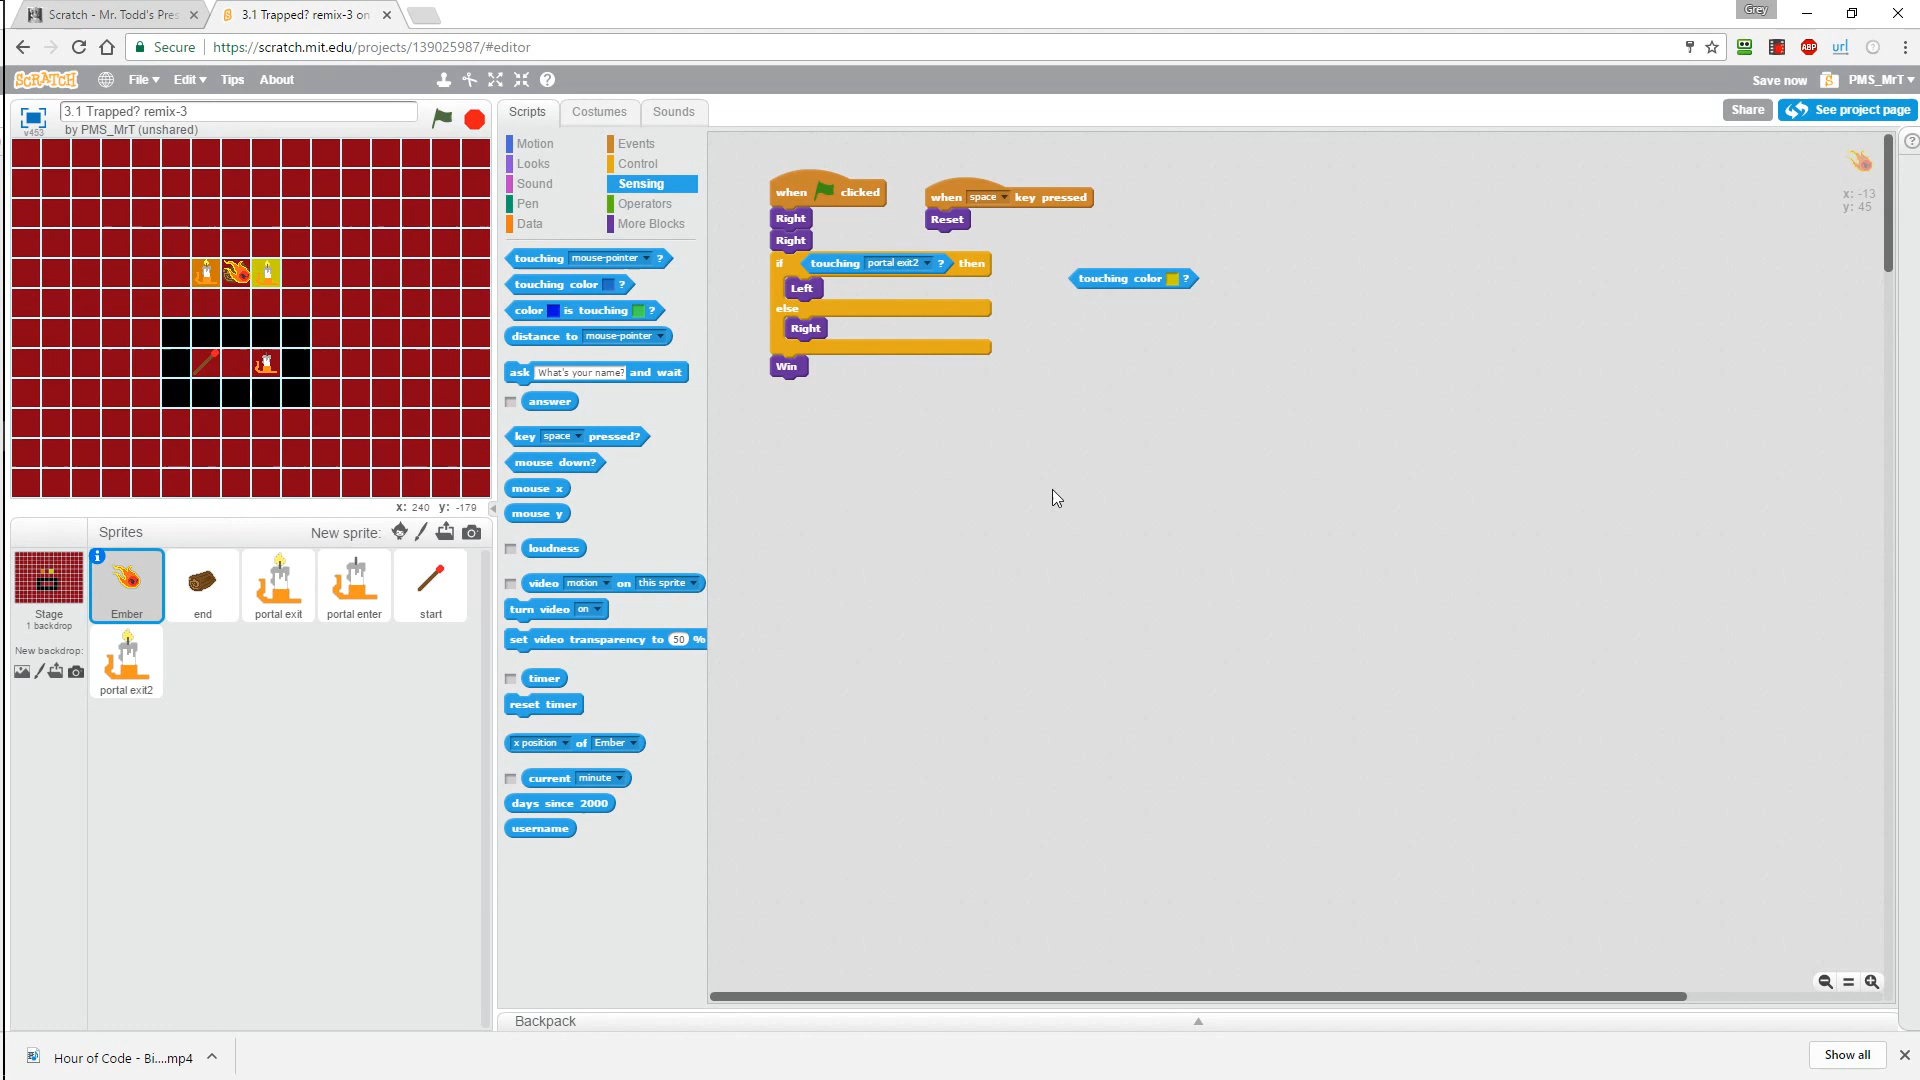 Scratch - Mr. Todd's Pres
3.1 Trapped? remix-3 on
Grey
Secure
https://scratch.mit.edu/projects/139025987/#editor
ABP
url
SCRATCH
File
Edit
Tips
About
Save now
PMS_MrT
3.1 Trapped? remix-3
by PMS_MrT (unshared)
v453
Scripts
Costumes
Sounds
Share
See project page
Motion
Looks
Sound
Pen
Data
Events
Control
Sensing
Operators
More Blocks
touching mouse-pointer ?
touching color ?
color is touching ?
distance to mouse-pointer
ask What's your name? and wait
answer
key space pressed?
mouse down?
mouse x
mouse y
loudness
video motion on this sprite
turn video on
set video transparency to 50 %
timer
reset timer
x position of Ember
current minute
days since 2000
username
when clicked
Right
Right
if touching portal exit2 ? then
Left
else
Right
Win
when space key pressed
Reset
touching color ?
x: -13
y: 45
x: 240 y: -179
Sprites
New sprite:
Stage
1 backdrop
New backdrop:
Ember
end
portal exit
portal enter
start
portal exit2
Backpack
Hour of Code - Bi....mp4
Show all